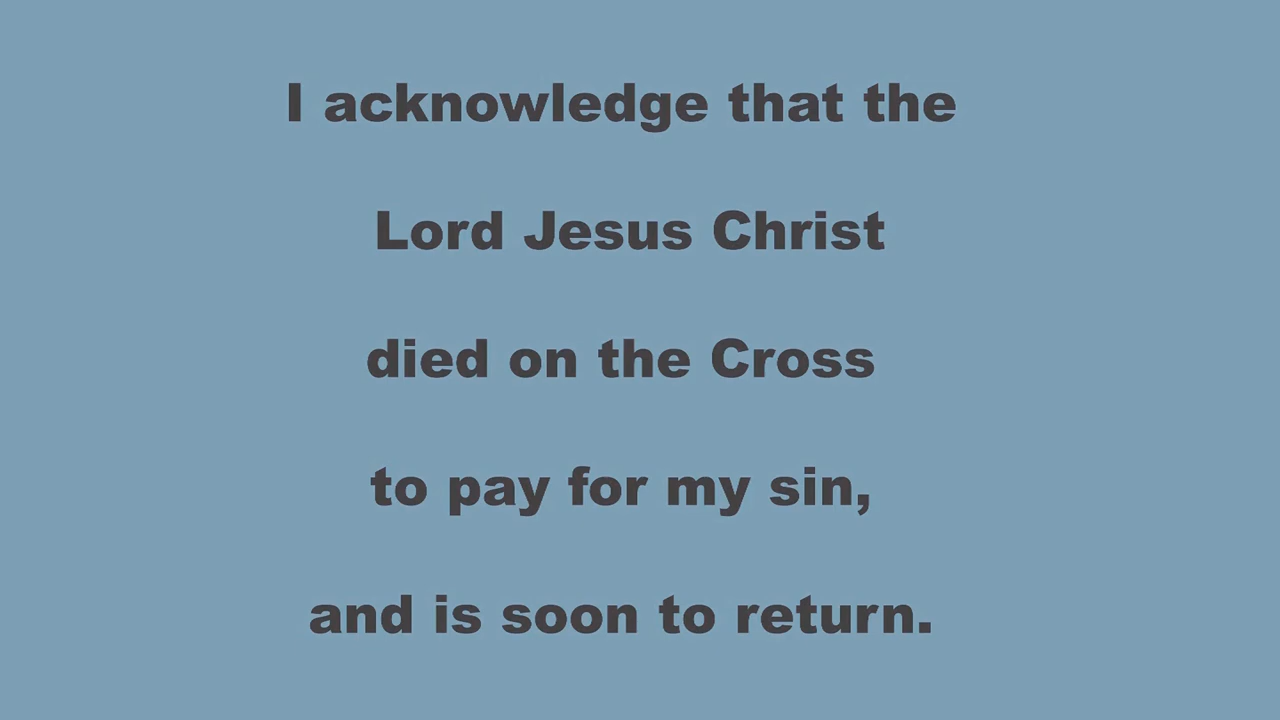 I acknowledge that the
Lord Jesus Christ
died on the Cross
to pay for my sin,
and is soon to return.